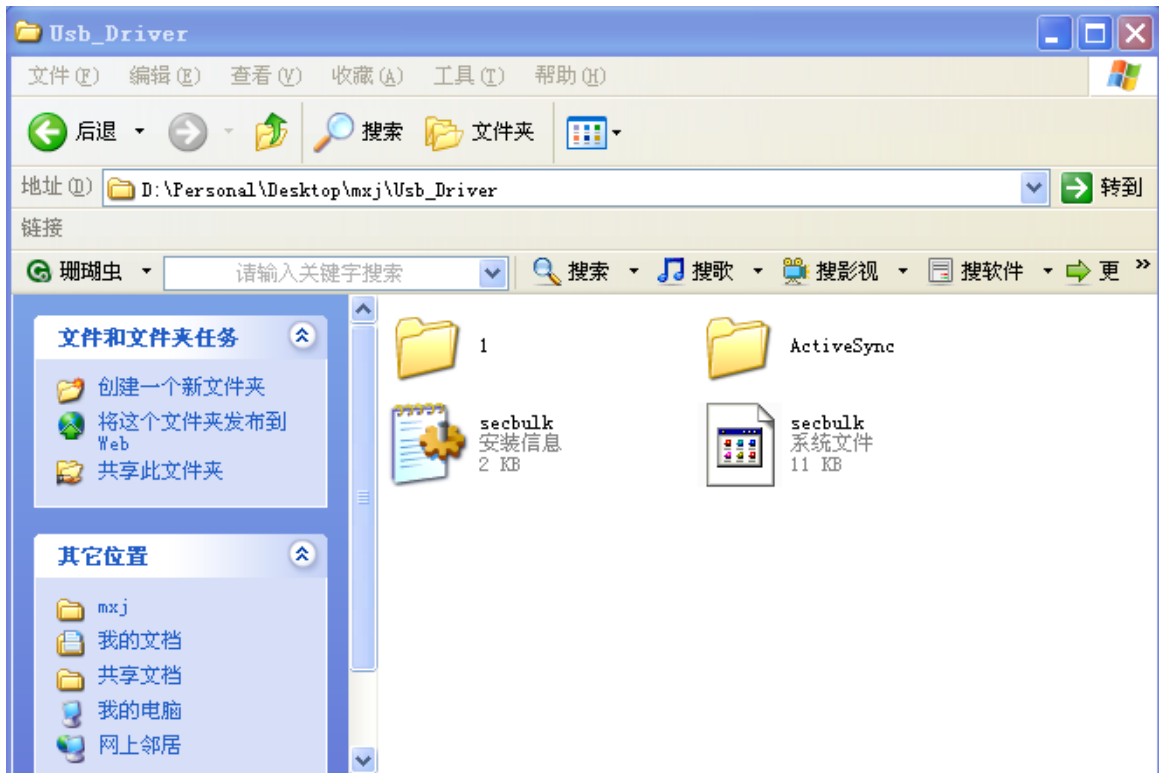 Usb_Driver
文件(F) 编辑(E) 查看(V) 收藏(A) 工具(T) 帮助(H)
后退 搜索 文件夹
地址(D) D:\Personal\Desktop\mxj\Usb_Driver 转到
链接
珊瑚虫 请输入关键字搜索 搜索 搜歌 搜影视 搜软件 更 »
文件和文件夹任务
创建一个新文件夹
将这个文件夹发布到
Web
共享此文件夹
其它位置
mxj
我的文档
共享文档
我的电脑
网上邻居
1
ActiveSync
secbulk
安装信息
2 KB
secbulk
系统文件
11 KB